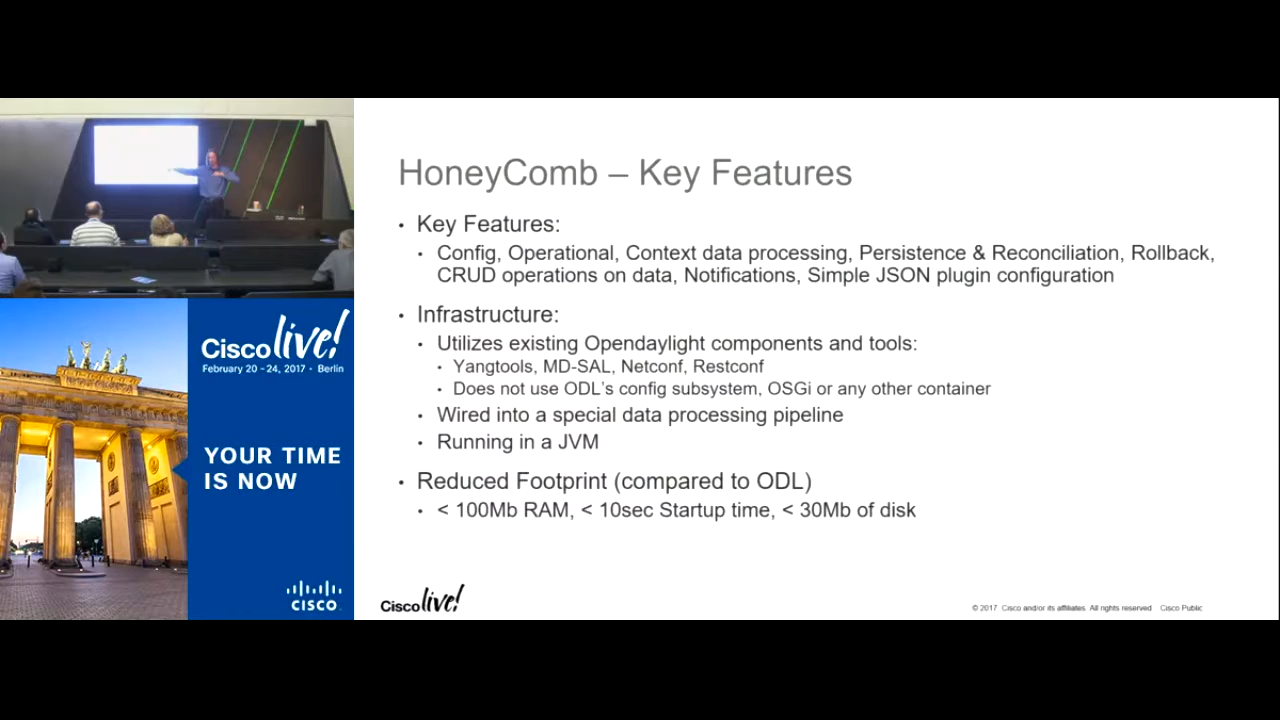 HoneyComb – Key Features
• Key Features:
• Config, Operational, Context data processing, Persistence & Reconciliation, Rollback,
CRUD operations on data, Notifications, Simple JSON plugin configuration
• Infrastructure:
• Utilizes existing Opendaylight components and tools:
• Yangtools, MD-SAL, Netconf, Restconf
• Does not use ODL's config subsystem, OSGi or any other container
• Wired into a special data processing pipeline
• Running in a JVM
• Reduced Footprint (compared to ODL)
• < 100Mb RAM, < 10sec Startup time, < 30Mb of disk
Cisco live!
© 2017 Cisco and/or its affiliates. All rights reserved Cisco Public
Cisco live!
February 20 - 24, 2017 • Berlin
YOUR TIME
IS NOW
CISCO